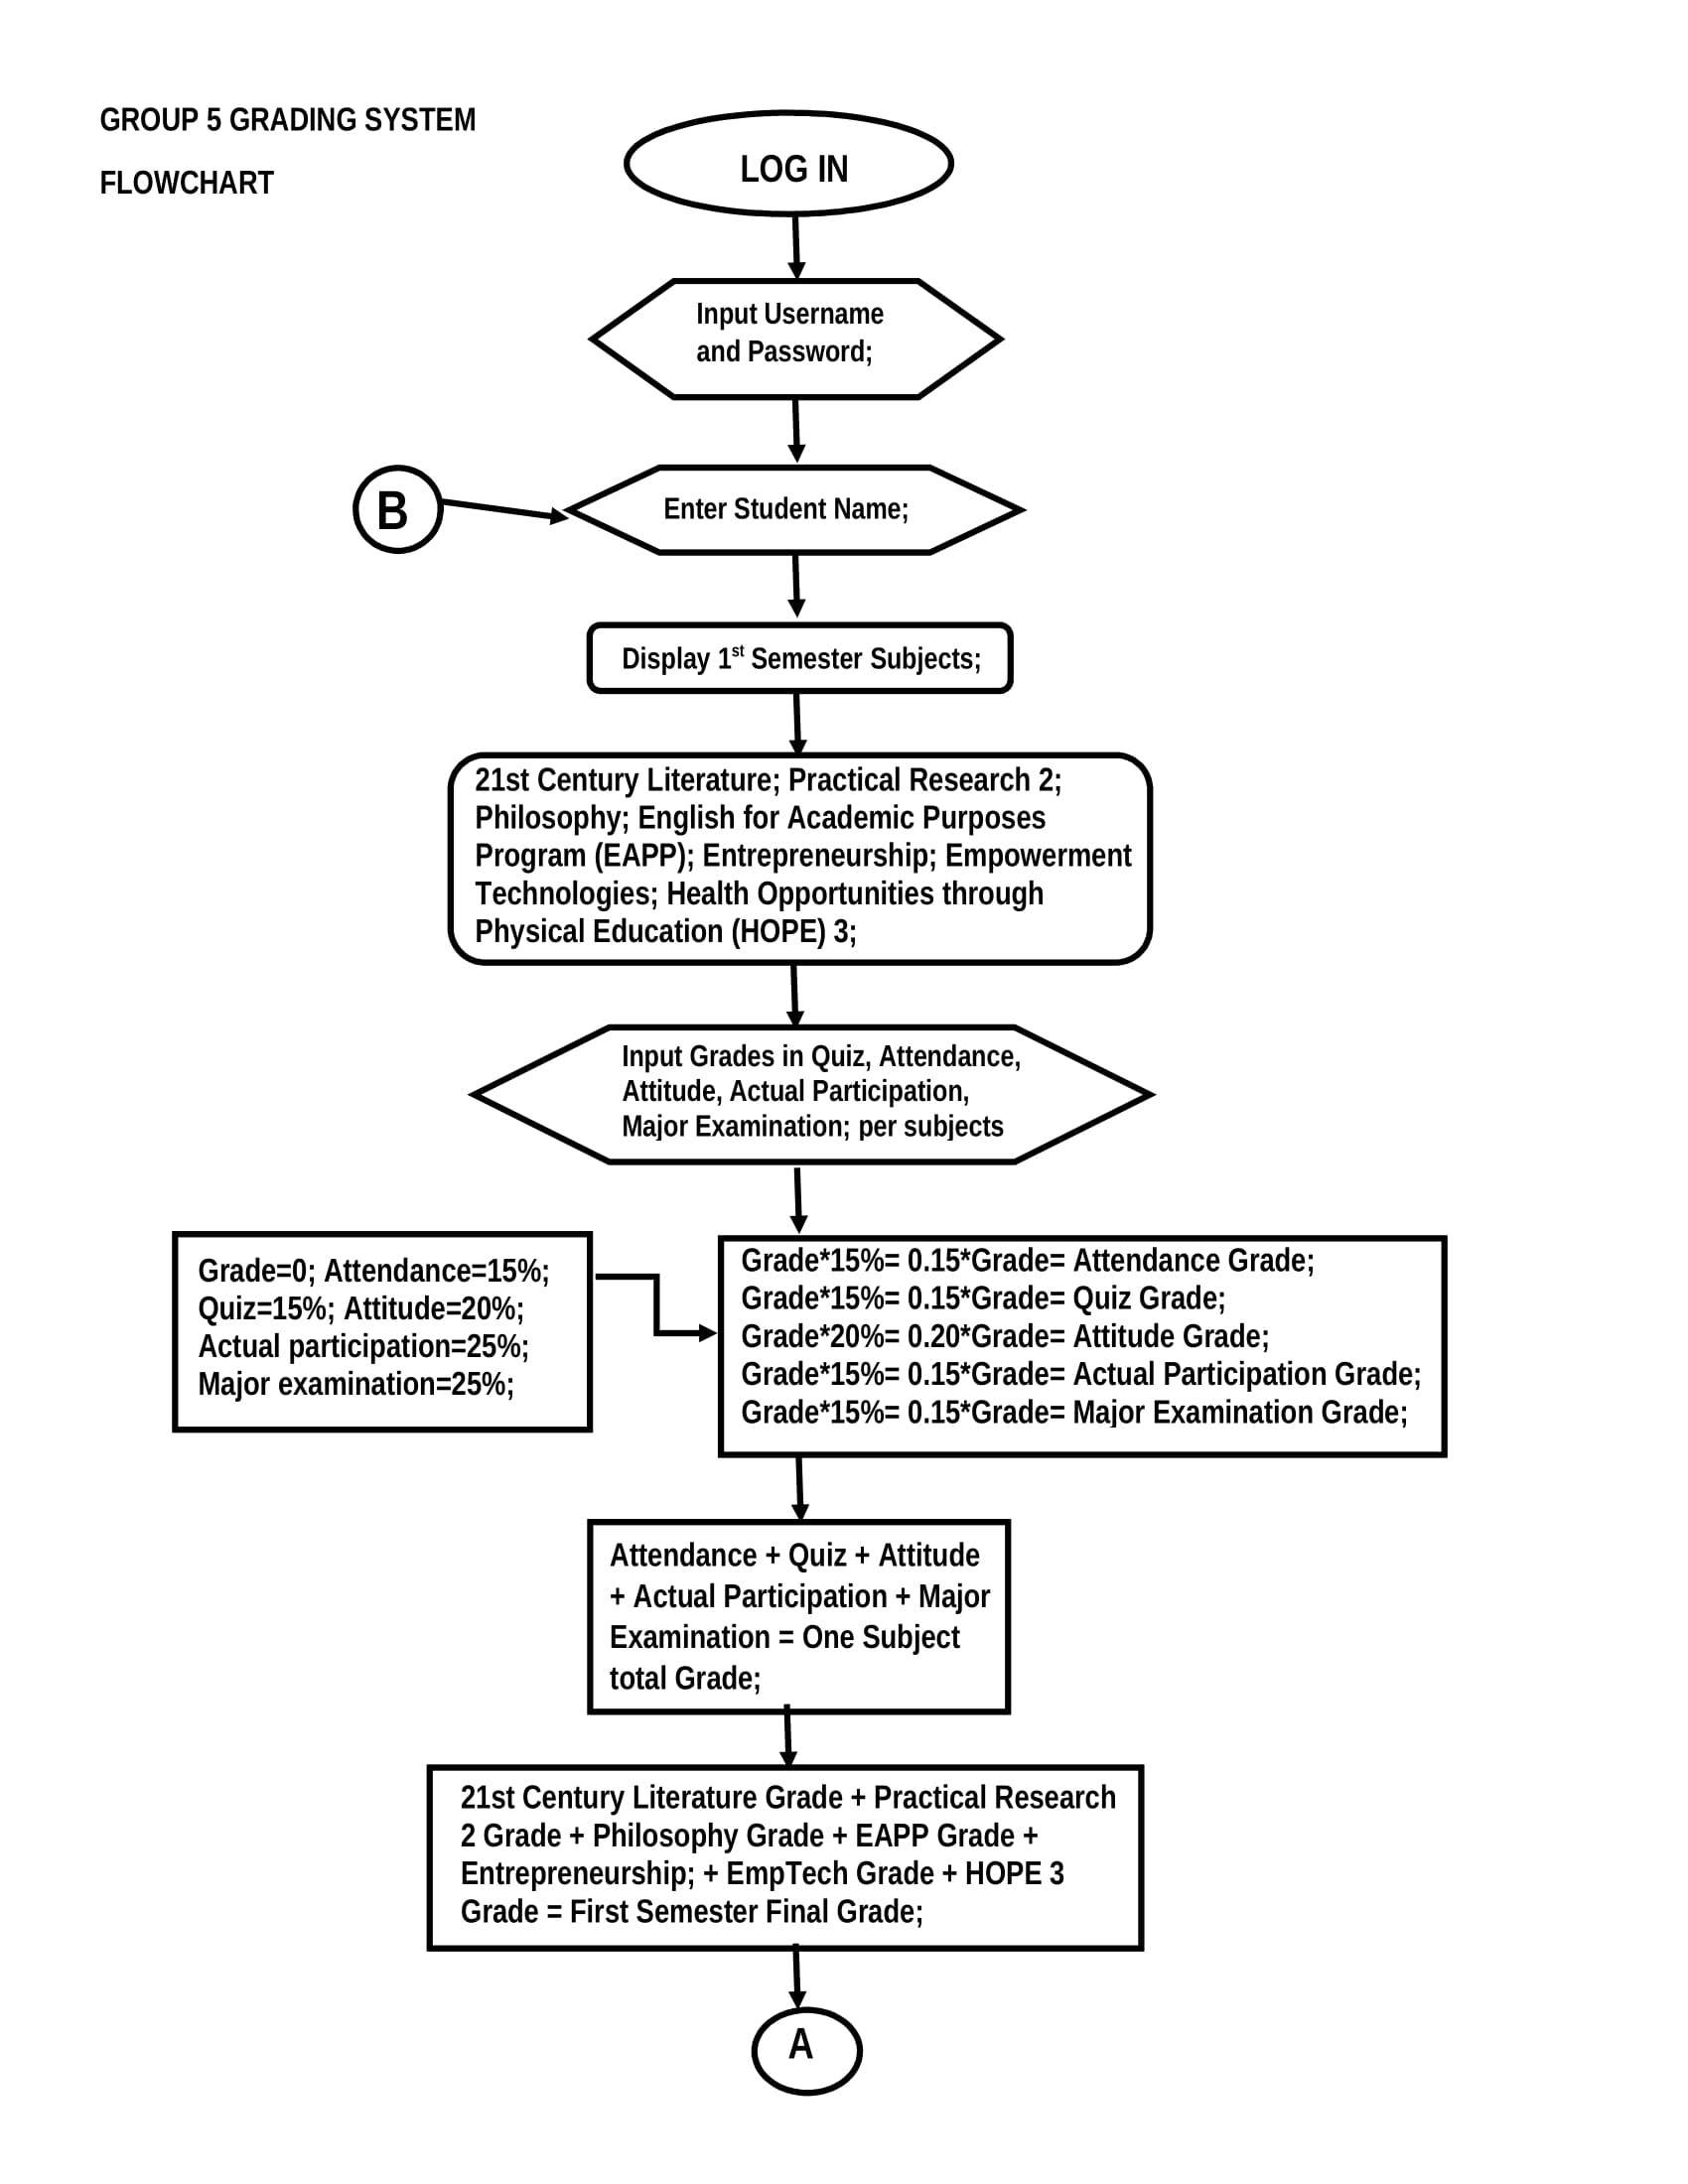 GROUP 5 GRADING SYSTEM
FLOWCHART
LOG IN
Input Username
and Password;
B
Enter Student Name;
Display 1st Semester Subjects;
21st Century Literature; Practical Research 2;
Philosophy; English for Academic Purposes
Program (EAPP); Entrepreneurship; Empowerment
Technologies; Health Opportunities through
Physical Education (HOPE) 3;
Input Grades in Quiz, Attendance,
Attitude, Actual Participation,
Major Examination; per subjects
Grade=0; Attendance=15%;
Quiz=15%; Attitude=20%;
Actual participation=25%;
Major examination=25%;
Grade*15%= 0.15*Grade= Attendance Grade;
Grade*15%= 0.15*Grade= Quiz Grade;
Grade*20%= 0.20*Grade= Attitude Grade;
Grade*15%= 0.15*Grade= Actual Participation Grade;
Grade*15%= 0.15*Grade= Major Examination Grade;
Attendance + Quiz + Attitude
+ Actual Participation + Major
Examination = One Subject
total Grade;
21st Century Literature Grade + Practical Research
2 Grade + Philosophy Grade + EAPP Grade +
Entrepreneurship; + EmpTech Grade + HOPE 3
Grade = First Semester Final Grade;
A